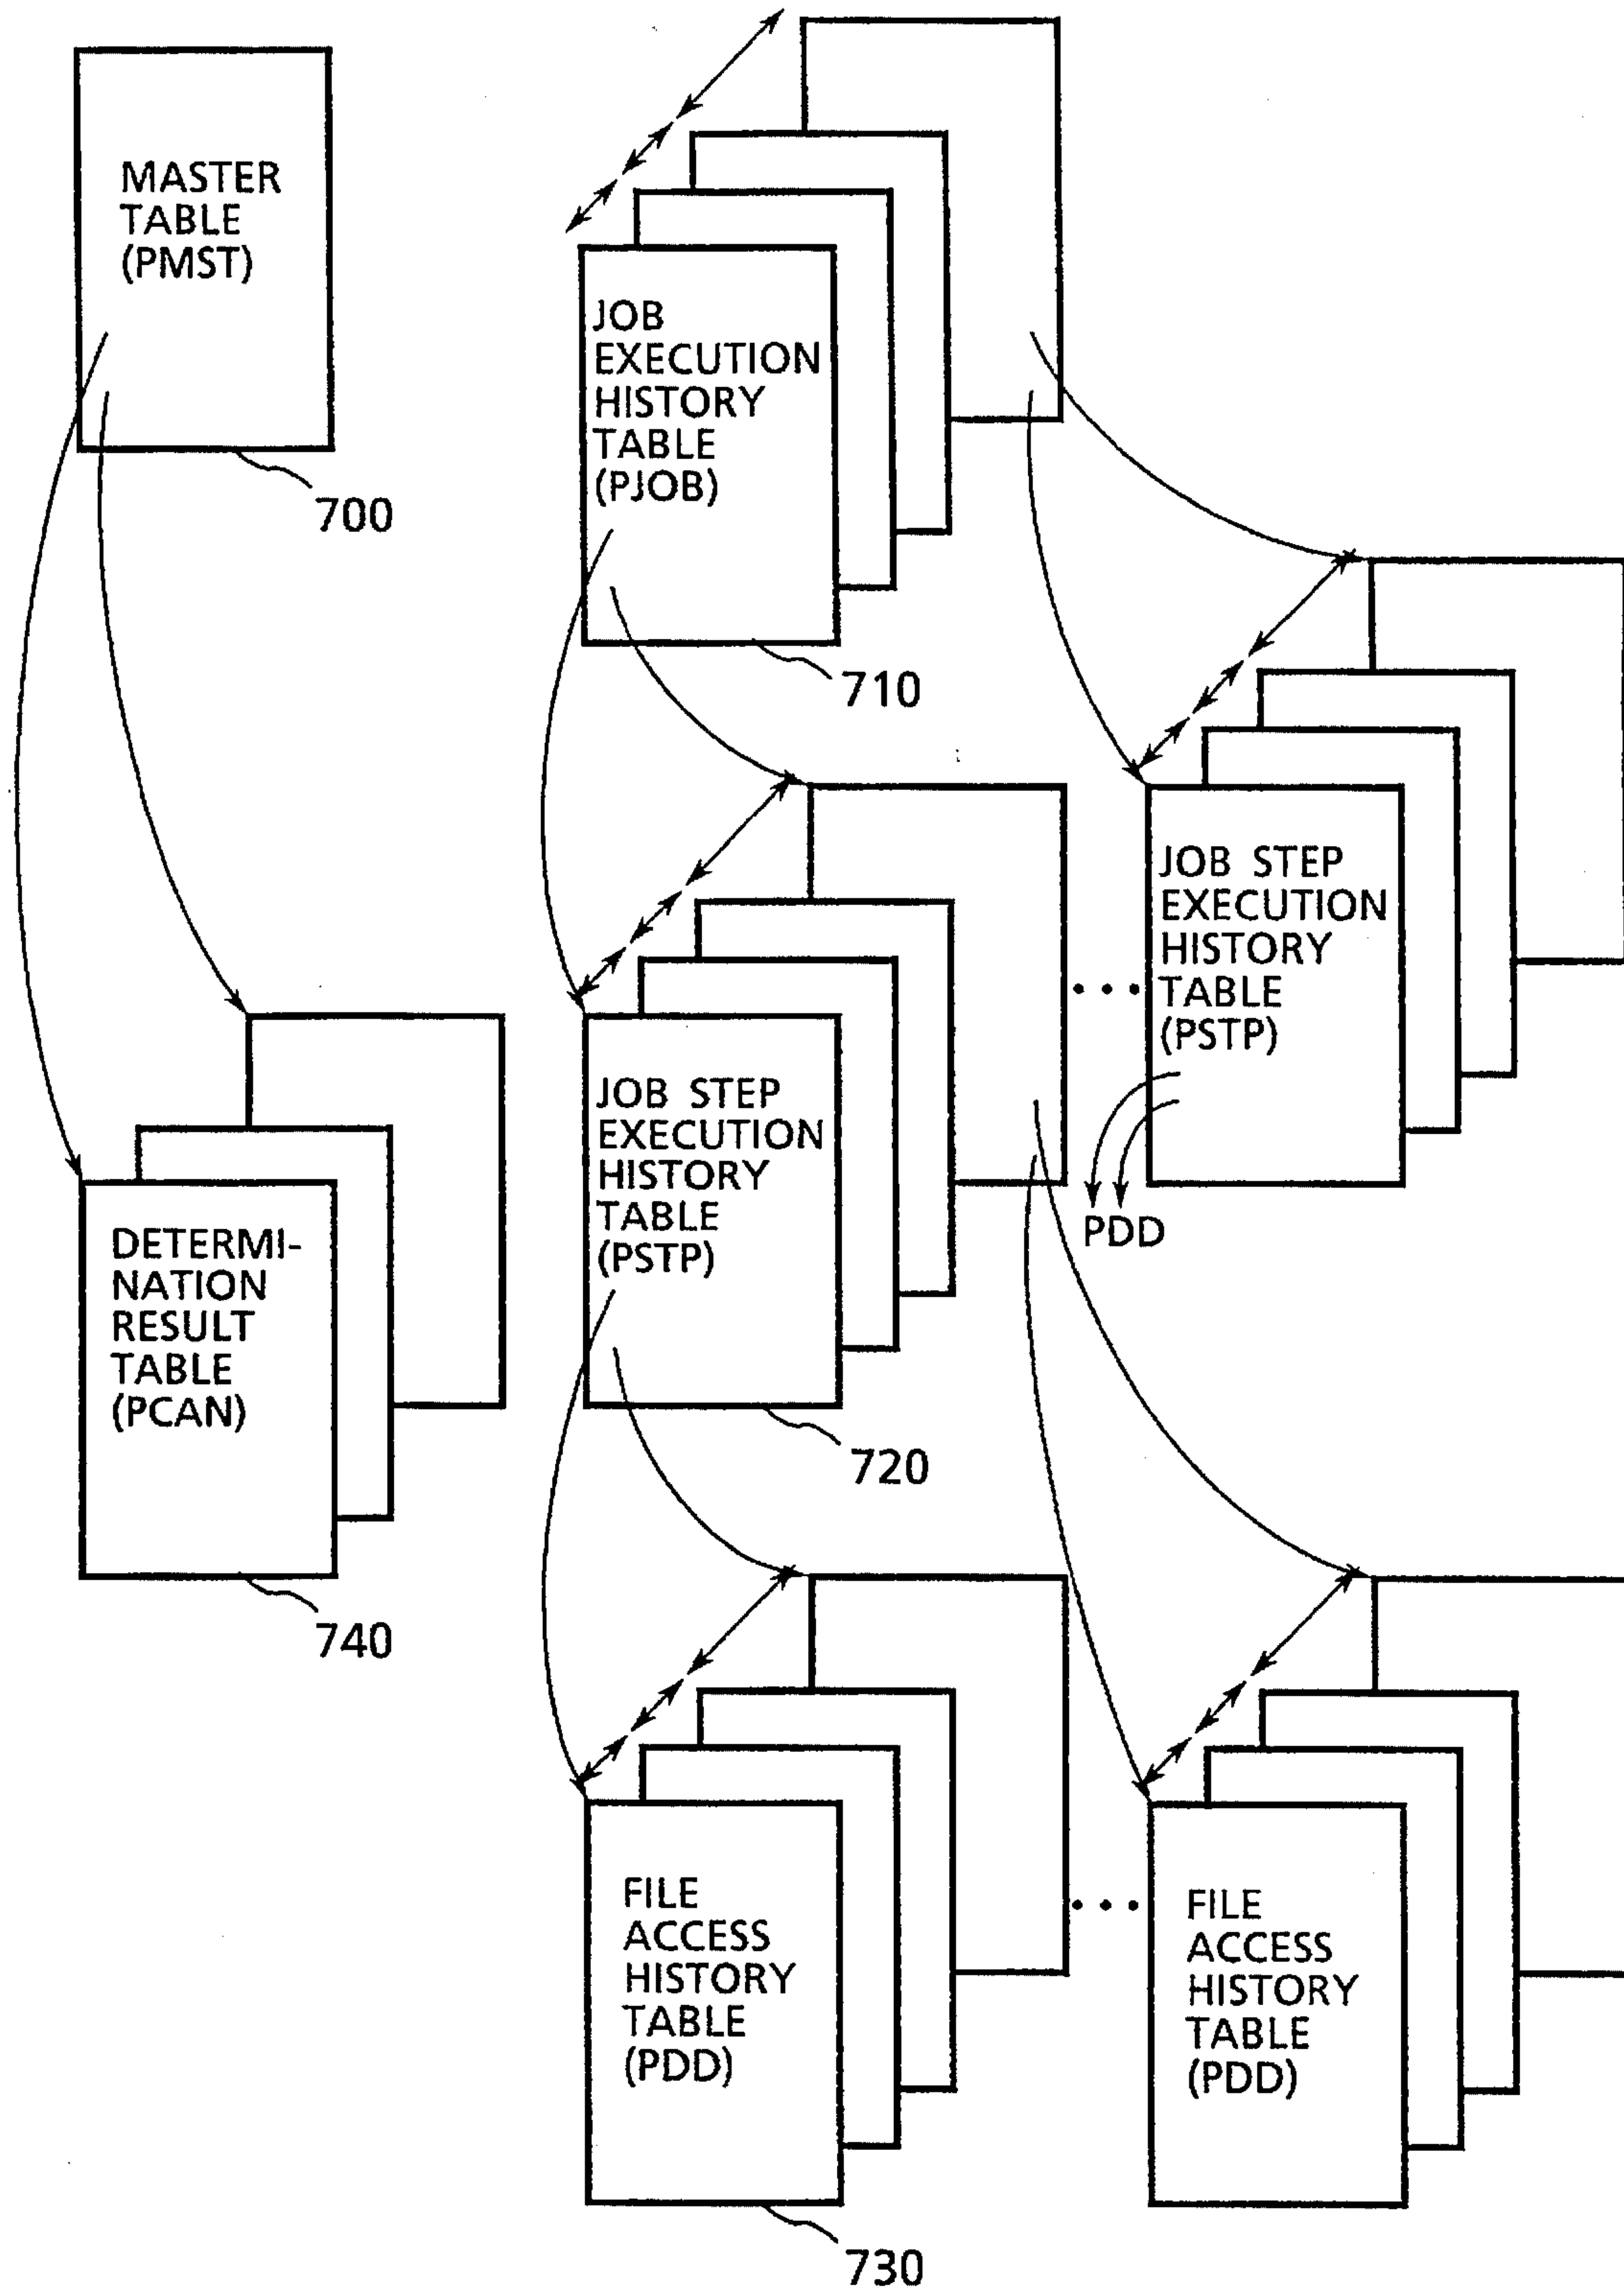 MASTER
TABLE
(PMST)
700
JOB
EXECUTION
HISTORY
TABLE
(PJOB)
710
JOB STEP
EXECUTION
HISTORY
TABLE
(PSTP)
PDD
JOB STEP
EXECUTION
HISTORY
TABLE
(PSTP)
720
DETERMI-
NATION
RESULT
TABLE
(PCAN)
740
FILE
ACCESS
HISTORY
TABLE
(PDD)
730
FILE
ACCESS
HISTORY
TABLE
(PDD)